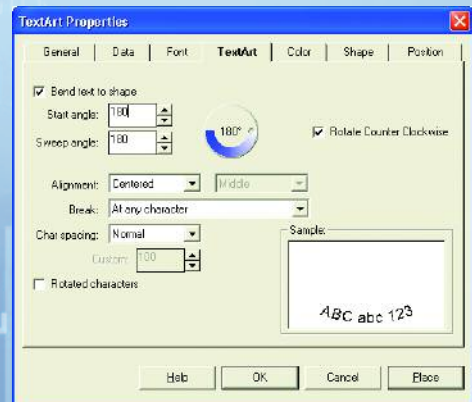 TextArt Properties
General Data Font TextArt Color Shape Position
Bend text to shape
Start angle: 180
Sweep angle: 180
180°
Rotate Counter Clockwise
Alignment: Centered Middle
Break: At any character
Char spacing: Normal
Custom: 100
Rotated characters
Sample:
ABC abc 123
Help OK Cancel Place